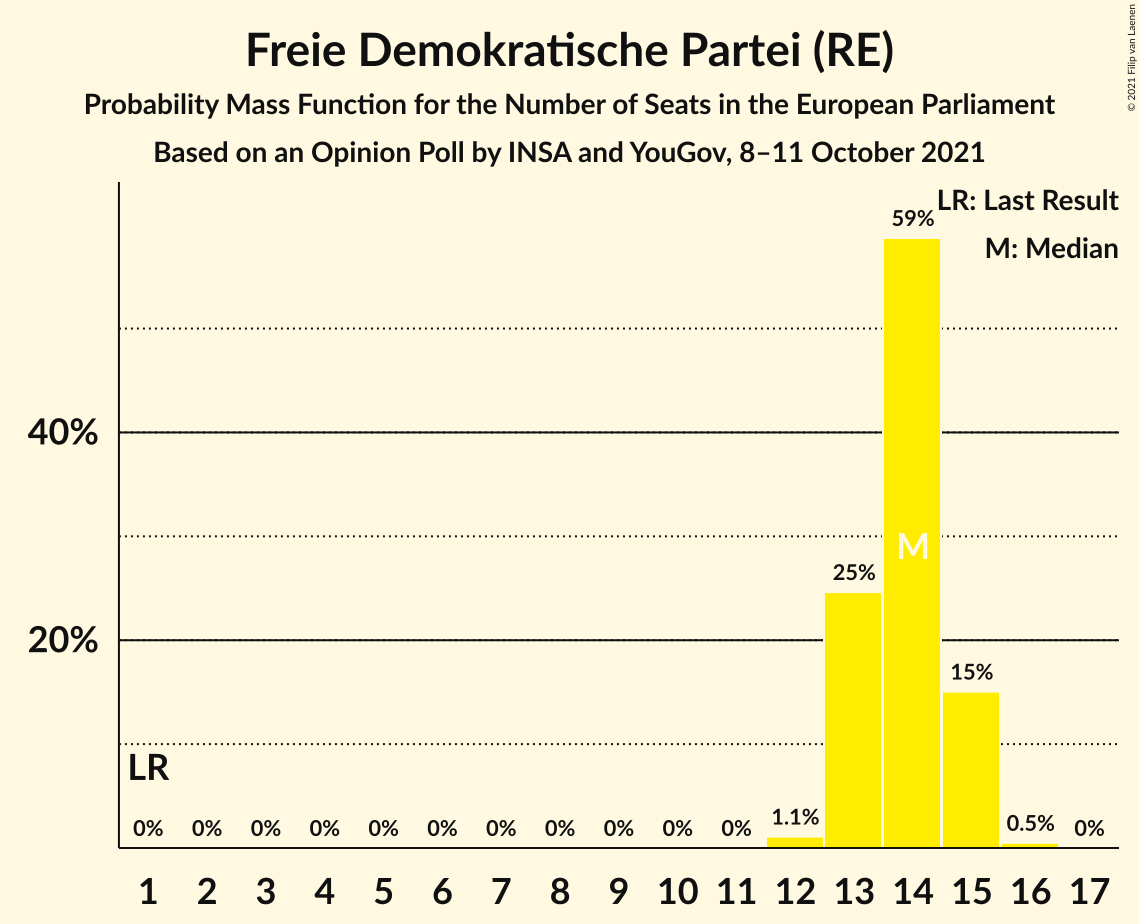 Freie Demokratische Partei (RE)
Probability Mass Function for the Number of Seats in the European Parliament
Based on an Opinion Poll by INSA and YouGov, 8–11 October 2021
© 2021 Filip van Laenen
LR: Last Result
M: Median
59%
40%
M
25%
20%
15%
LR
0% 0% 0% 0% 0% 0% 0% 0% 0% 0% 0% 1.1% 0.5% 0%
1 2 3 4 5 6 7 8 9 10 11 12 13 14 15 16 17